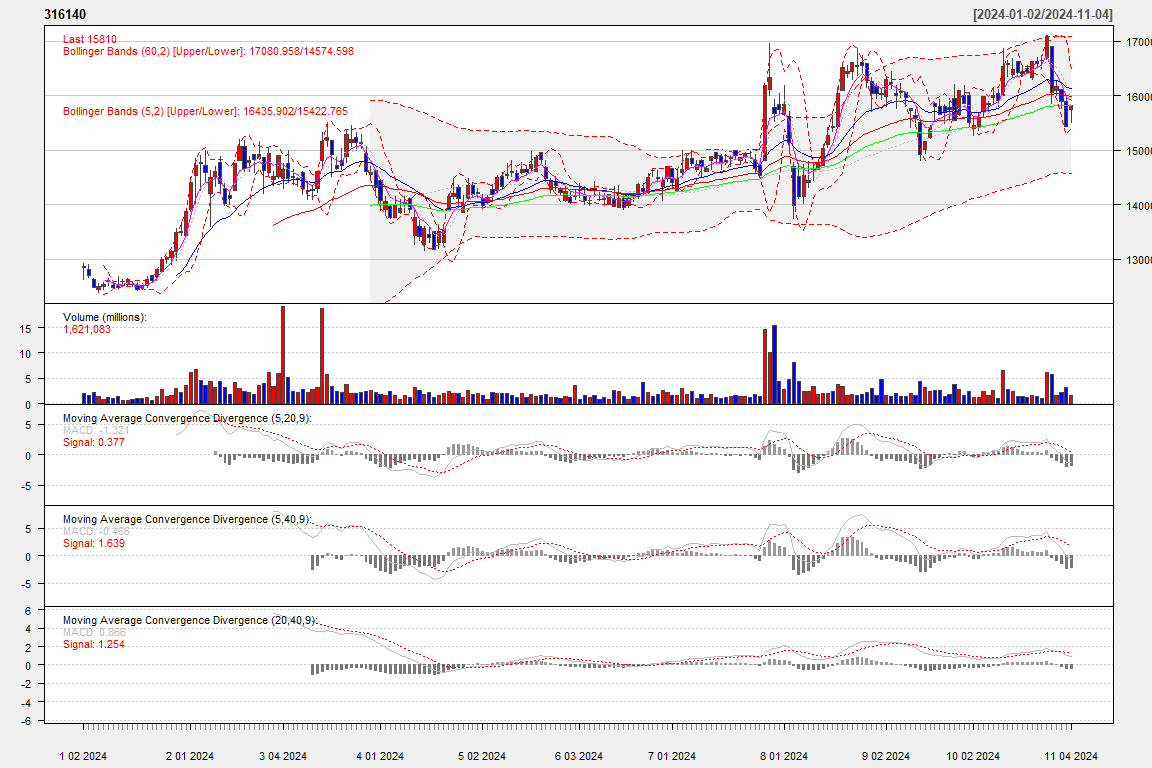 316140 [2024-01-02/2024-11-04]
Last 15810
Bollinger Bands (60,2) [Upper/Lower]: 17080.958/14574.598
Bollinger Bands (5,2) [Upper/Lower]: 16435.902/15422.765
17000
16000
15000
14000
13000
Volume (millions):
1,621,083
15
10
5
0
Moving Average Convergence Divergence (5,20,9):
MACD: -1.321
Signal: 0.377
5
0
-5
Moving Average Convergence Divergence (5,40,9):
MACD: -0.466
Signal: 1.639
5
0
-5
Moving Average Convergence Divergence (20,40,9):
MACD: 0.866
Signal: 1.254
6
4
2
0
-2
-4
-6
1 02 2024 2 01 2024 3 04 2024 4 01 2024 5 02 2024 6 03 2024 7 01 2024 8 01 2024 9 02 2024 10 02 2024 11 04 2024